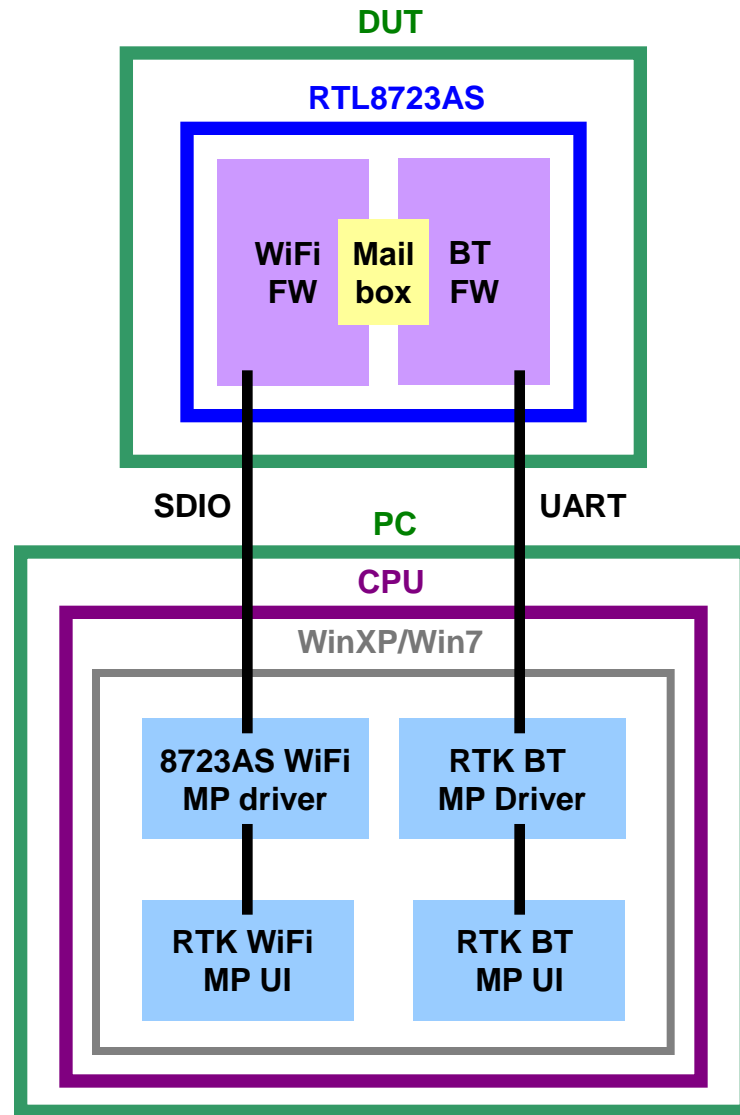 DUT
RTL8723AS
WiFi
FW
Mail
box
BT
FW
SDIO
UART
PC
CPU
WinXP/Win7
8723AS WiFi
MP driver
RTK BT
MP Driver
RTK WiFi
MP UI
RTK BT
MP UI